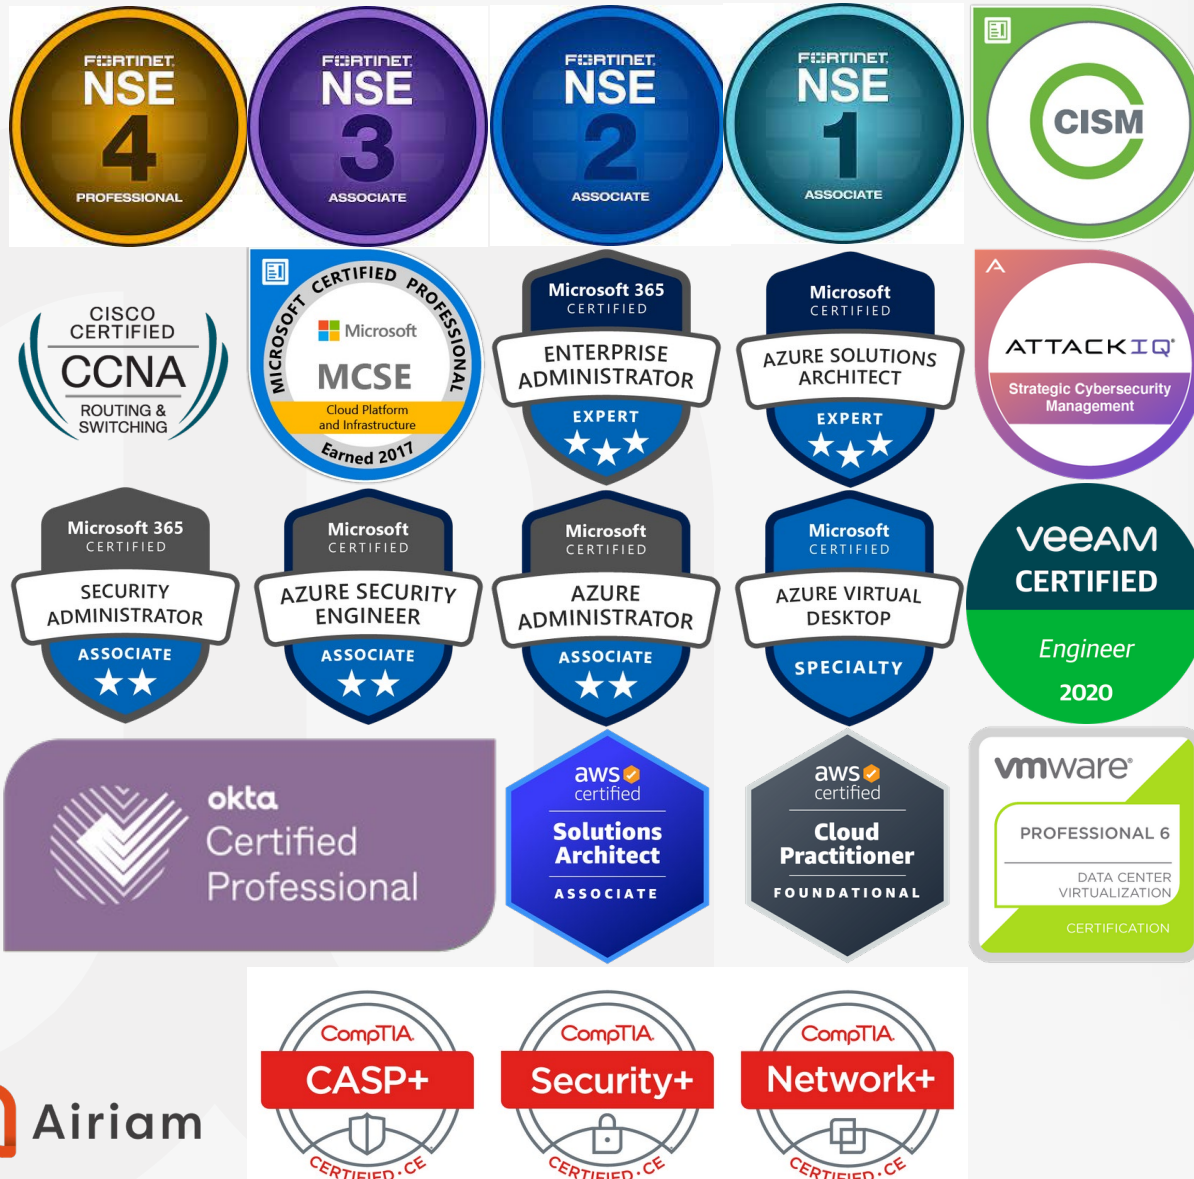 FORTINET
NSE
4
PROFESSIONAL
FORTINET
NSE
3
ASSOCIATE
FORTINET
NSE
2
ASSOCIATE
FORTINET
NSE
1
ASSOCIATE
CISM
CISCO
CERTIFIED
CCNA
ROUTING &
SWITCHING
MICROSOFT CERTIFIED PROFESSIONAL
Microsoft
MCSE
Cloud Platform
and Infrastructure
Earned 2017
Microsoft 365
CERTIFIED
ENTERPRISE
ADMINISTRATOR
EXPERT
Microsoft
CERTIFIED
AZURE SOLUTIONS
ARCHITECT
EXPERT
ATTACKIQ
Strategic Cybersecurity
Management
Microsoft 365
CERTIFIED
SECURITY
ADMINISTRATOR
ASSOCIATE
Microsoft
CERTIFIED
AZURE SECURITY
ENGINEER
ASSOCIATE
Microsoft
CERTIFIED
AZURE
ADMINISTRATOR
ASSOCIATE
Microsoft
CERTIFIED
AZURE VIRTUAL
DESKTOP
SPECIALTY
veeAM
CERTIFIED
Engineer
2020
okta
Certified
Professional
aws
certified
Solutions
Architect
ASSOCIATE
aws
certified
Cloud
Practitioner
FOUNDATIONAL
vmware®
PROFESSIONAL 6
DATA CENTER
VIRTUALIZATION
CERTIFICATION
CompTIA
CASP+
CERTIFIED·CE
CompTIA
Security+
CERTIFIED·CE
CompTIA
Network+
CERTIFIED·CE
Airiam